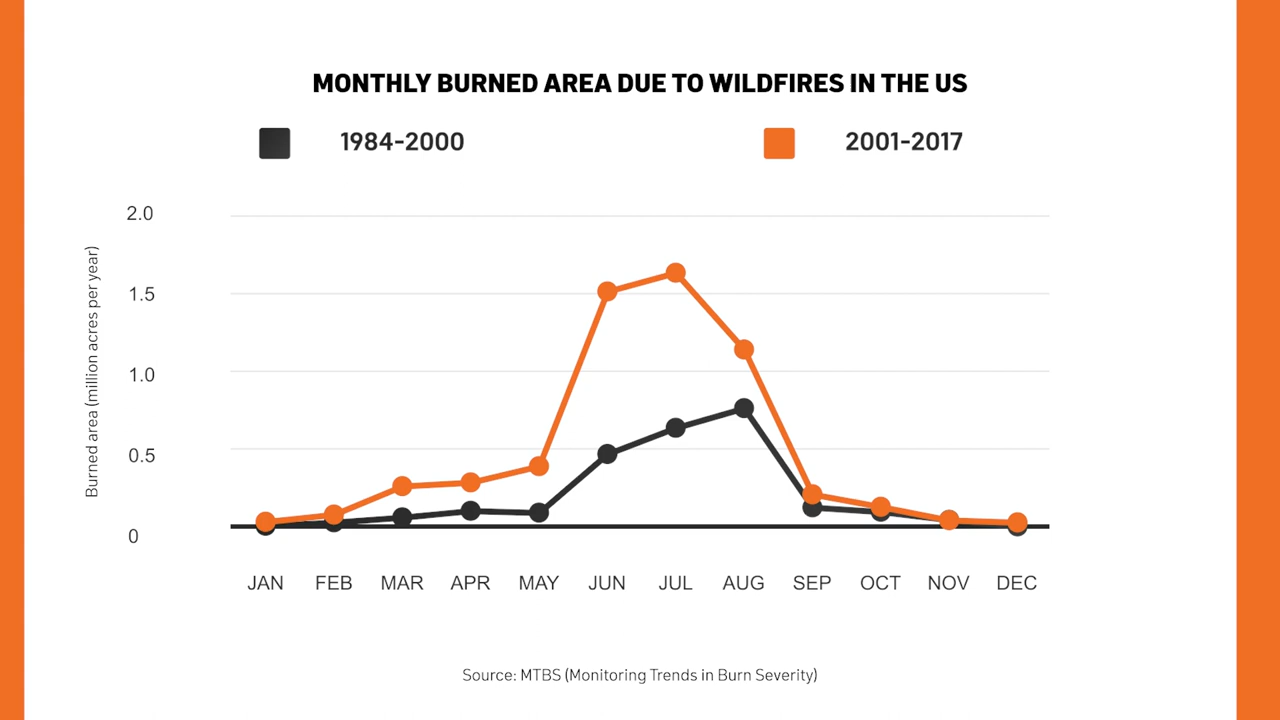 MONTHLY BURNED AREA DUE TO WILDFIRES IN THE US
1984-2000
2001-2017
Burned area (million acres per year)
2.0
1.5
1.0
0.5
0
JAN FEB MAR APR MAY JUN JUL AUG SEP OCT NOV DEC
Source: MTBS (Monitoring Trends in Burn Severity)